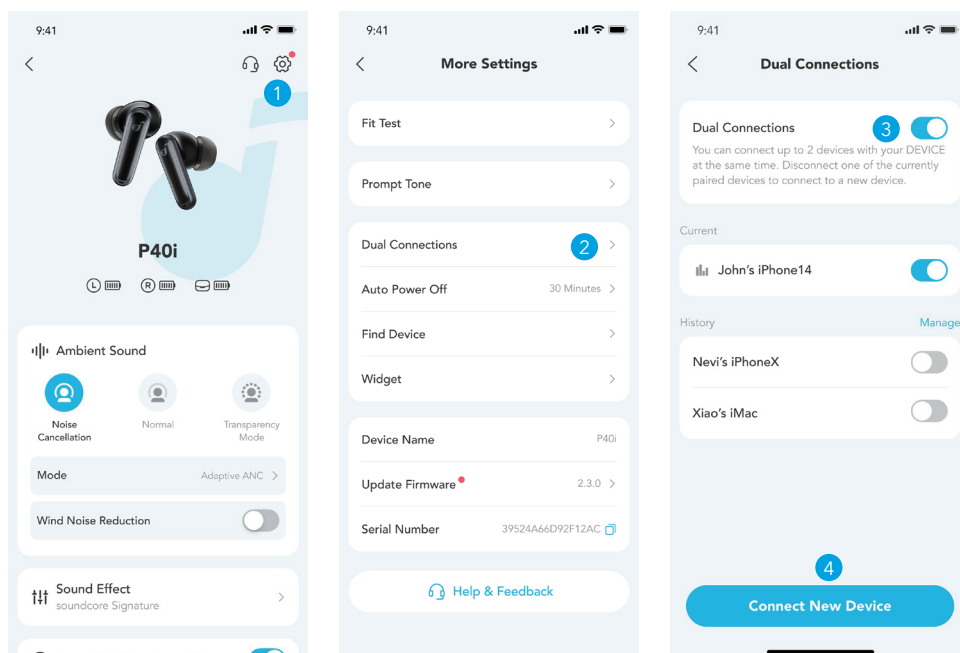 9:41
1
P40i
L
R
Ambient Sound
Noise
Cancellation
Normal
Transparency
Mode
Mode
Adaptive ANC
Wind Noise Reduction
Sound Effect
soundcore Signature
9:41
More Settings
Fit Test
Prompt Tone
Dual Connections
2
Auto Power Off
30 Minutes
Find Device
Widget
Device Name
P40i
Update Firmware
2.3.0
Serial Number
39524A66D92F12AC
Help & Feedback
9:41
Dual Connections
Dual Connections
3
You can connect up to 2 devices with your DEVICE
at the same time. Disconnect one of the currently
paired devices to connect to a new device.
Current
John's iPhone14
History
Manage
Nevi's iPhoneX
Xiao's iMac
4
Connect New Device